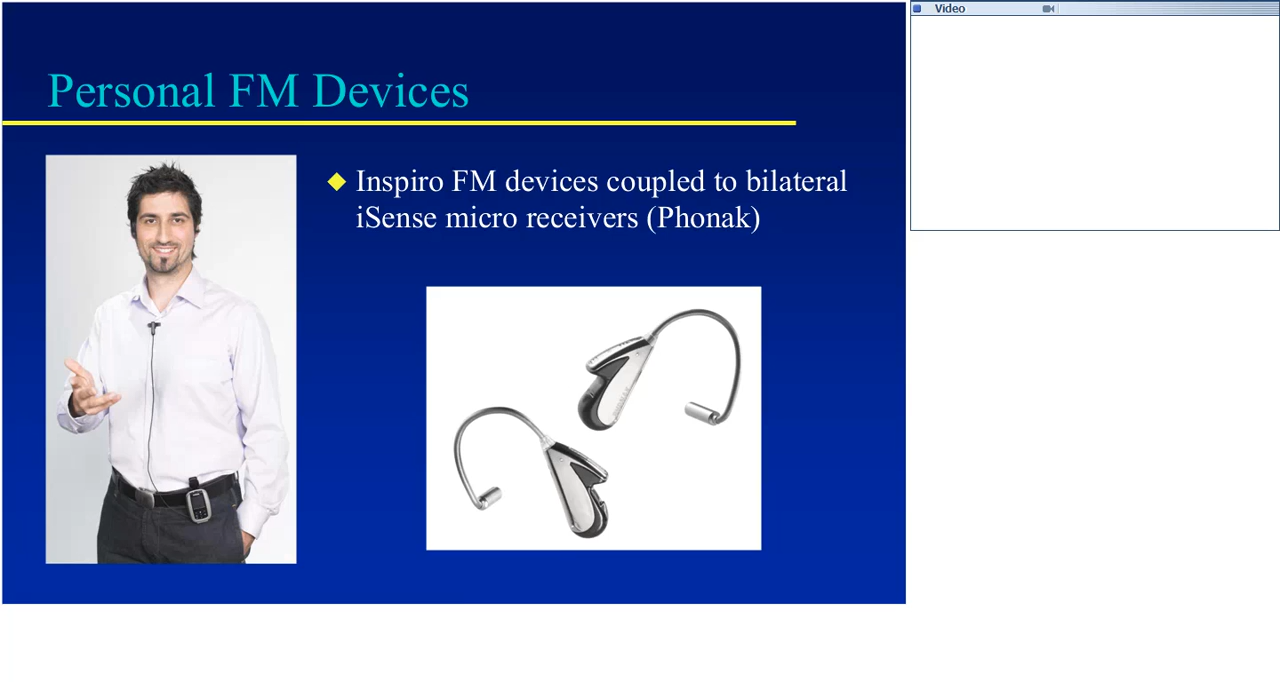 Video
Personal FM Devices
Inspiro FM devices coupled to bilateral
iSense micro receivers (Phonak)